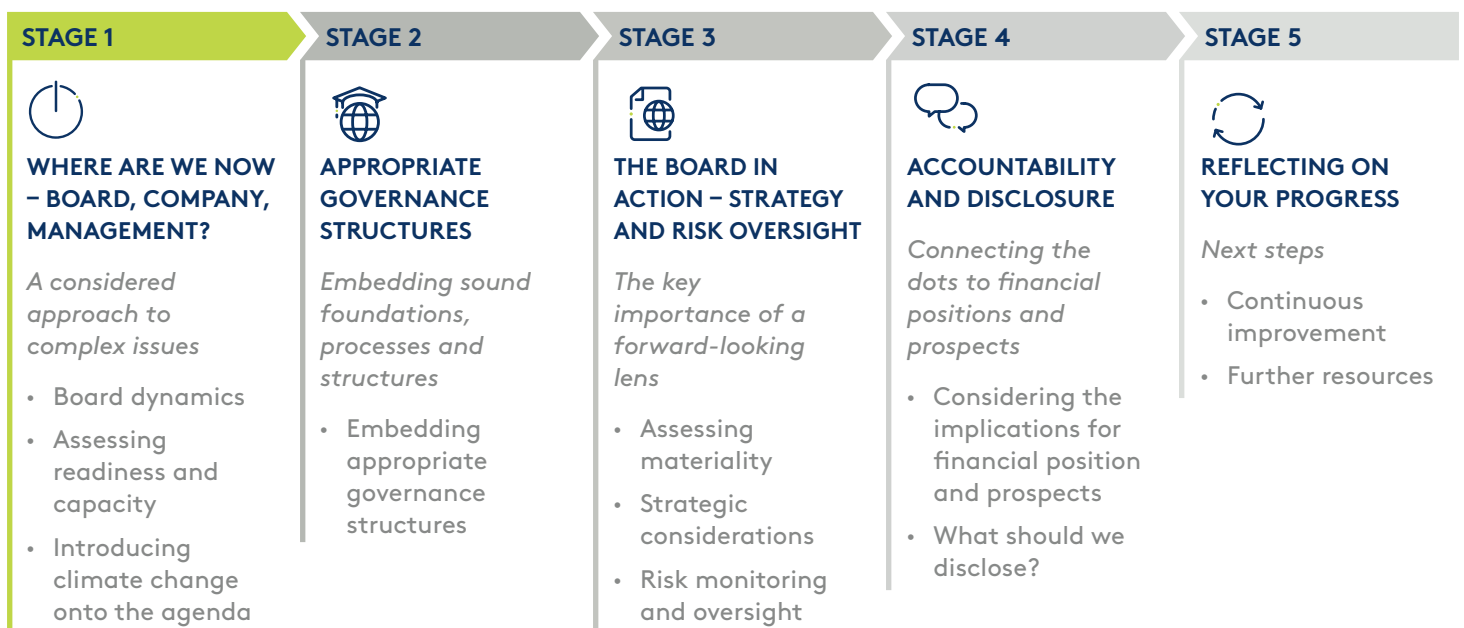 STAGE 1
WHERE ARE WE NOW
– BOARD, COMPANY,
MANAGEMENT?
A considered
approach to
complex issues
• Board dynamics
• Assessing
readiness and
capacity
• Introducing
climate change
onto the agenda
STAGE 2
APPROPRIATE
GOVERNANCE
STRUCTURES
Embedding sound
foundations,
processes and
structures
• Embedding
appropriate
governance
structures
STAGE 3
THE BOARD IN
ACTION – STRATEGY
AND RISK OVERSIGHT
The key
importance of a
forward-looking
lens
• Assessing
materiality
• Strategic
considerations
• Risk monitoring
and oversight
STAGE 4
ACCOUNTABILITY
AND DISCLOSURE
Connecting the
dots to financial
positions and
prospects
• Considering the
implications for
financial position
and prospects
• What should we
disclose?
STAGE 5
REFLECTING ON
YOUR PROGRESS
Next steps
• Continuous
improvement
• Further resources